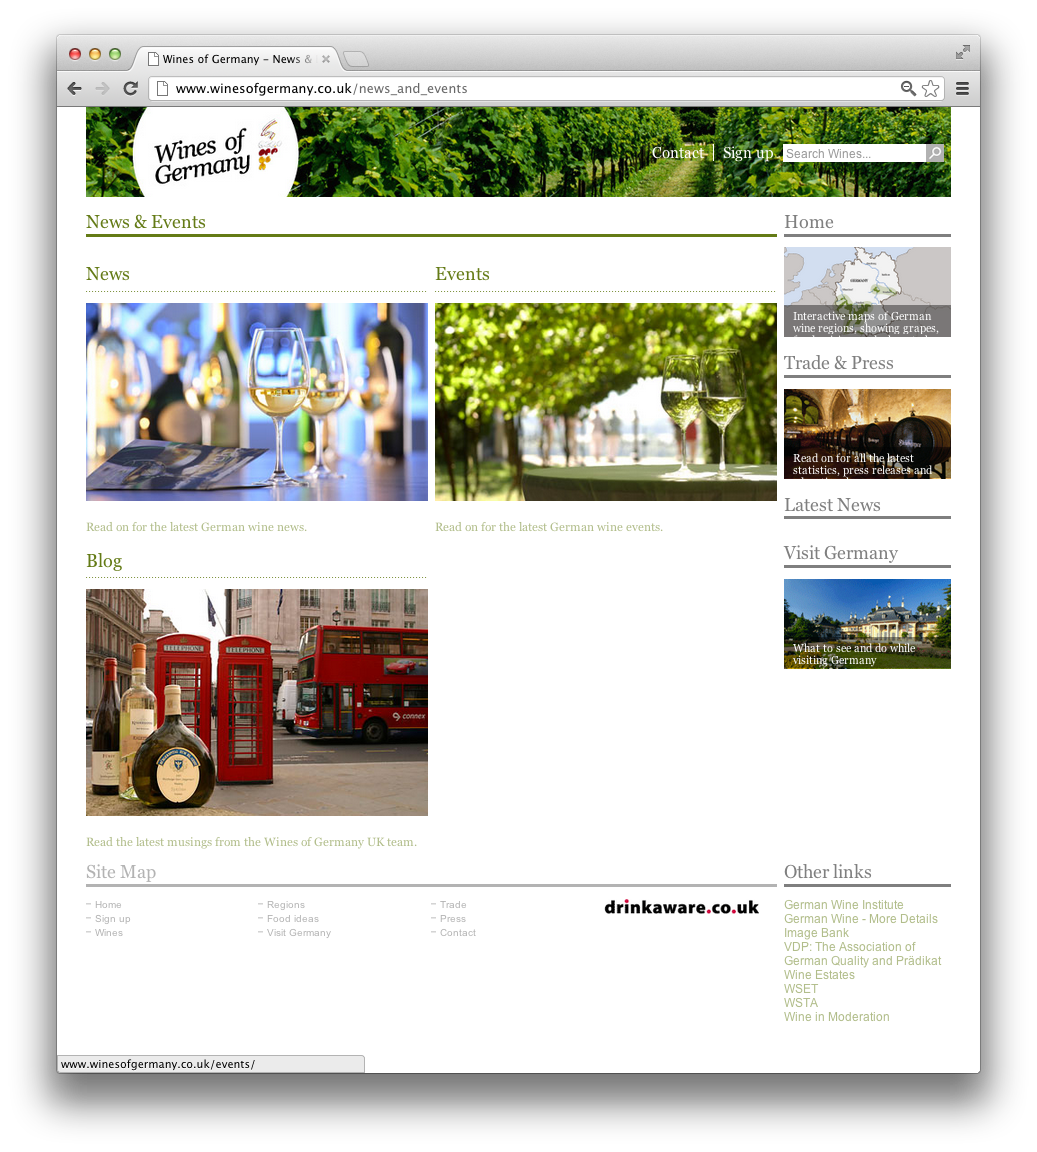 Wines of Germany – News &
www.winesofgermany.co.uk/news_and_events
Wines of
Germany
Contact
Sign up
Search Wines...
News & Events
Home
News
Events
Interactive maps of German
wine regions, showing grapes,
Trade & Press
Read on for all the latest
statistics, press releases and
Latest News
Read on for the latest German wine news.
Read on for the latest German wine events.
Visit Germany
Blog
TELEPHONE
TELEPHONE
connex
What to see and do while
visiting Germany
Read the latest musings from the Wines of Germany UK team.
Site Map
– Home
– Sign up
– Wines
– Regions
– Food ideas
– Visit Germany
– Trade
– Press
– Contact
drinkaware.co.uk
Other links
German Wine Institute
German Wine - More Details
Image Bank
VDP: The Association of
German Quality and Prädikat
Wine Estates
WSET
WSTA
Wine in Moderation
www.winesofgermany.co.uk/events/